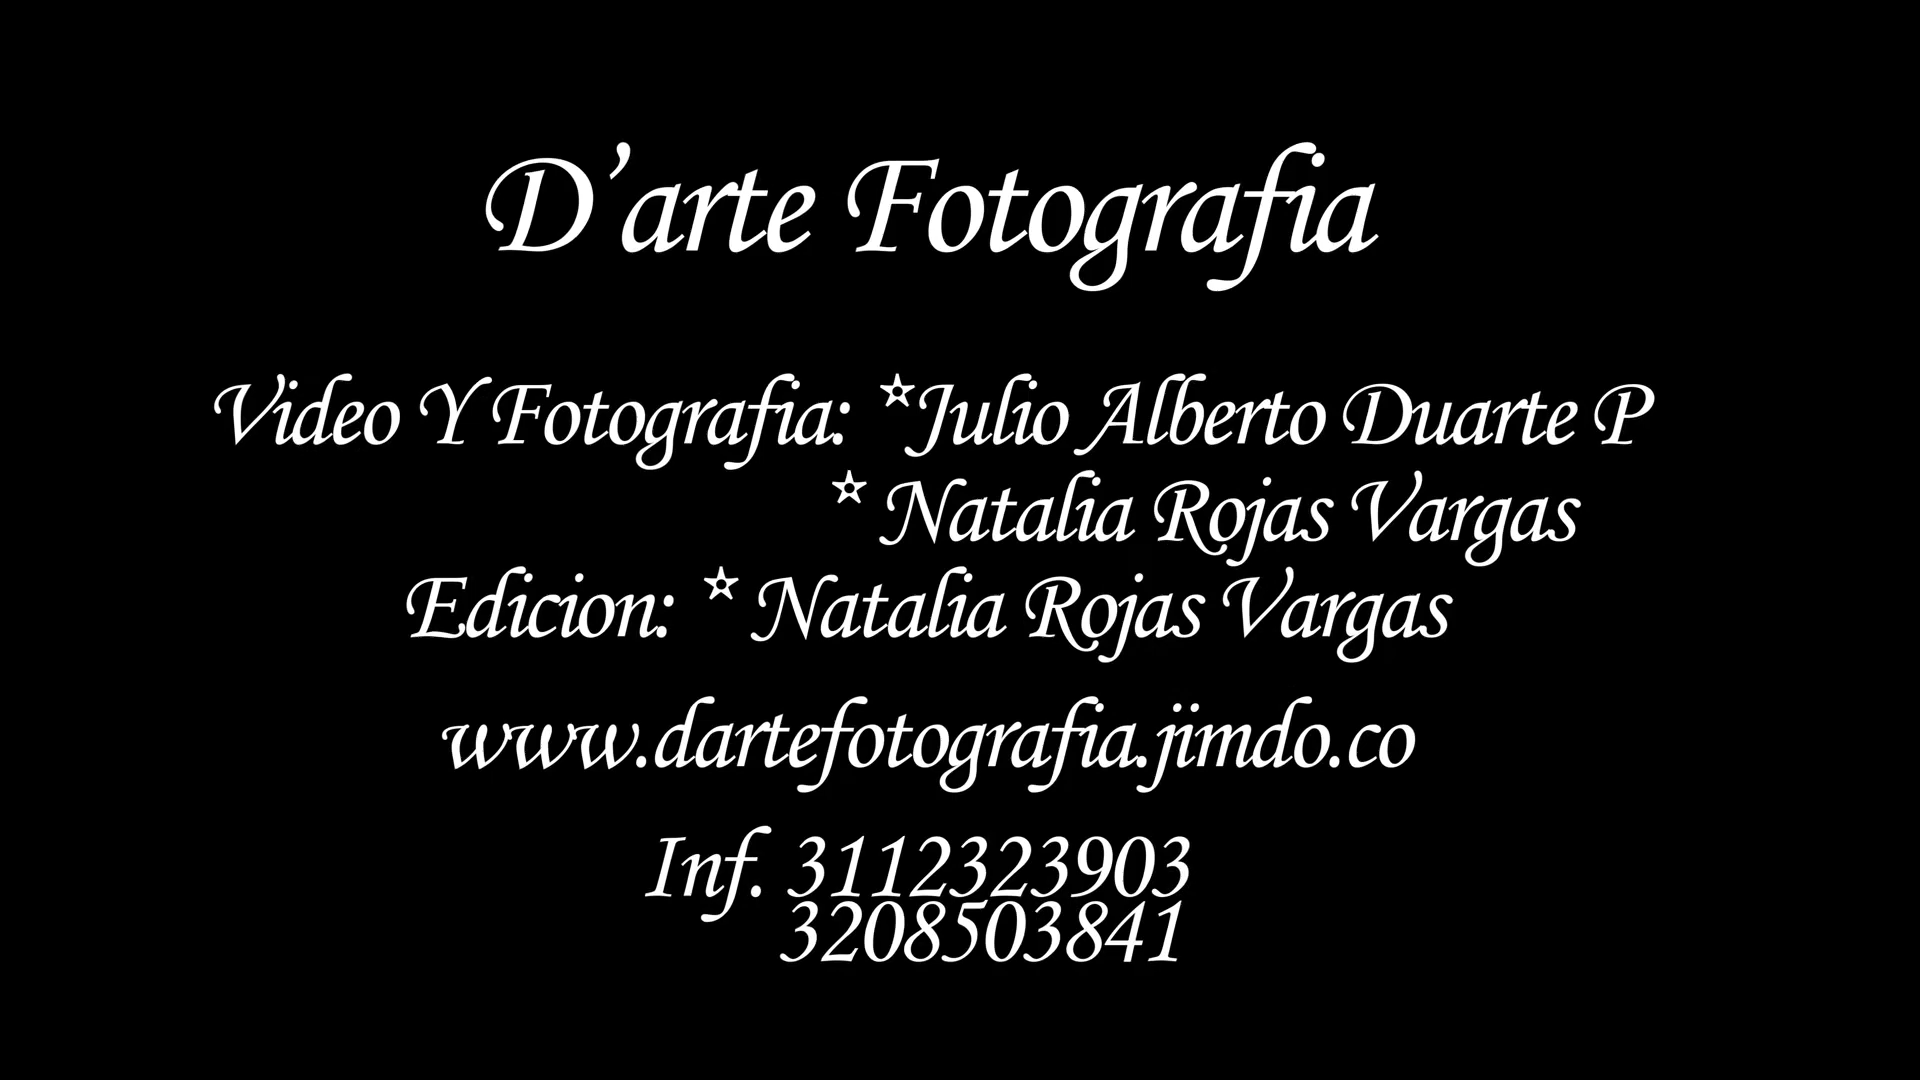 D'arte Fotografia
Video Y Fotografia: *Julio Alberto Duarte P
* Natalia Rojas Vargas
Edicion: * Natalia Rojas Vargas
www.dartefotografia.jimdo.co
Inf. 3112323903
3208503841